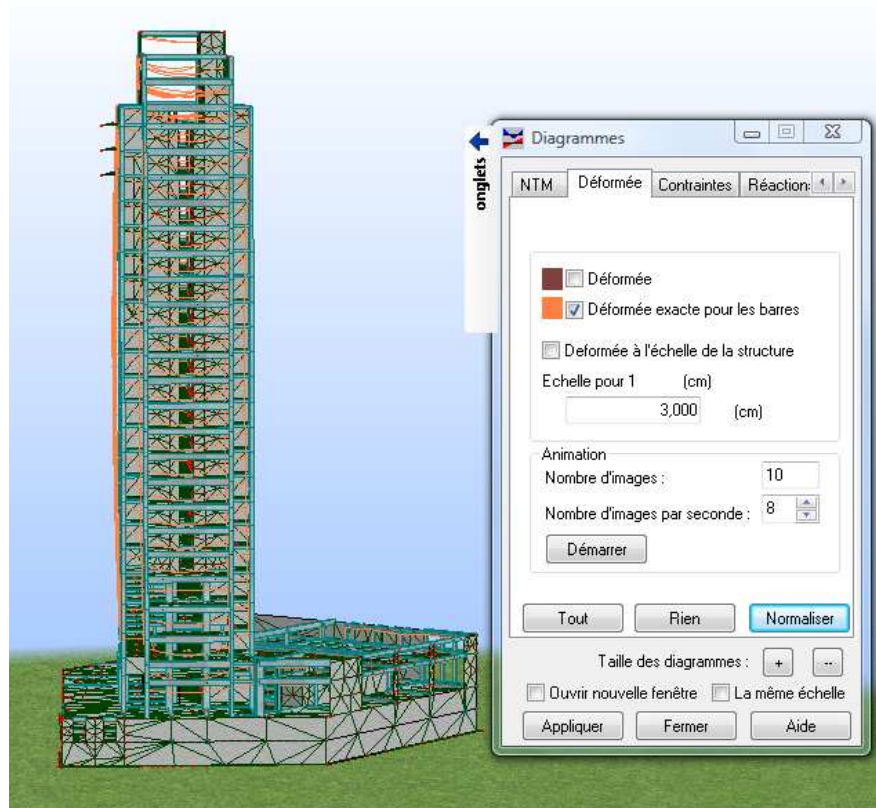 onglets
Diagrammes
NTM Déformée Contraintes Réaction:
Déformée
Déformée exacte pour les barres
Deformée à l'échelle de la structure
Echelle pour 1 (cm)
3,000 (cm)
Animation
Nombre d'images : 10
Nombre d'images par seconde : 8
Démarrer
Tout Rien Normaliser
Taille des diagrammes : + --
Ouvrir nouvelle fenêtre La même échelle
Appliquer Fermer Aide